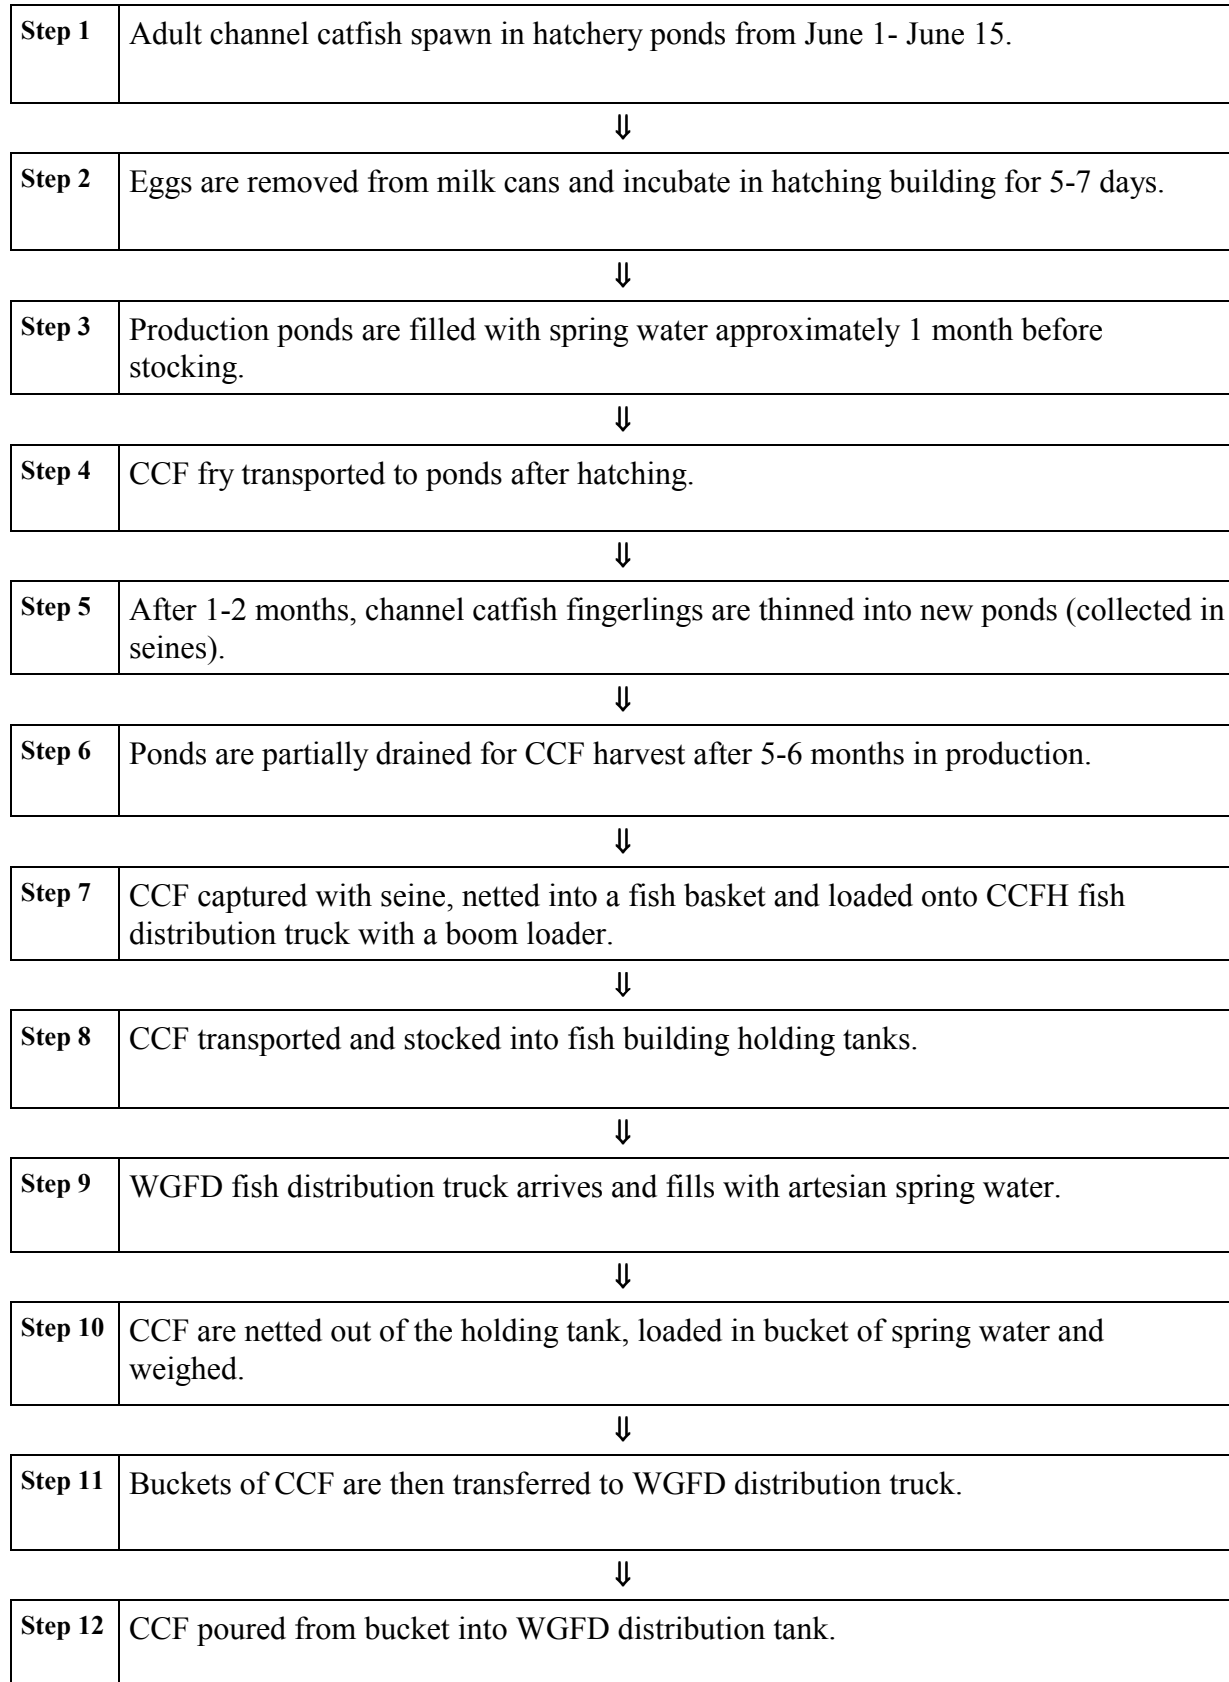 Step 1 Adult channel catfish spawn in hatchery ponds from June 1- June 15.
⇓
Step 2 Eggs are removed from milk cans and incubate in hatching building for 5-7 days.
⇓
Step 3 Production ponds are filled with spring water approximately 1 month before
stocking.
⇓
Step 4 CCF fry transported to ponds after hatching.
⇓
Step 5 After 1-2 months, channel catfish fingerlings are thinned into new ponds (collected in
seines).
⇓
Step 6 Ponds are partially drained for CCF harvest after 5-6 months in production.
⇓
Step 7 CCF captured with seine, netted into a fish basket and loaded onto CCFH fish
distribution truck with a boom loader.
⇓
Step 8 CCF transported and stocked into fish building holding tanks.
⇓
Step 9 WGFD fish distribution truck arrives and fills with artesian spring water.
⇓
Step 10 CCF are netted out of the holding tank, loaded in bucket of spring water and
weighed.
⇓
Step 11 Buckets of CCF are then transferred to WGFD distribution truck.
⇓
Step 12 CCF poured from bucket into WGFD distribution tank.